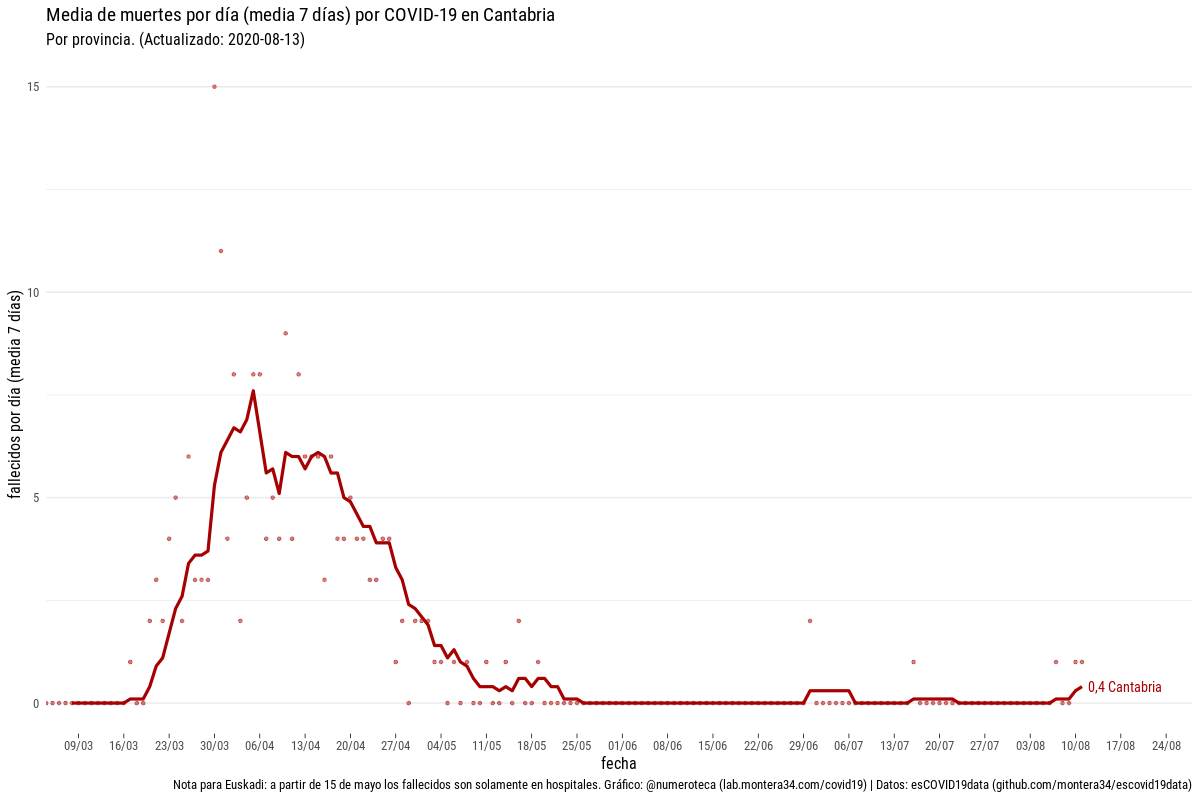 Media de muertes por día (media 7 días) por COVID-19 en Cantabria
Por provincia. (Actualizado: 2020-08-13)
fallecidos por día (media 7 días)
15
10
5
0
0,4 Cantabria
09/03 16/03 23/03 30/03 06/04 13/04 20/04 27/04 04/05 11/05 18/05 25/05 01/06 08/06 15/06 22/06 29/06 06/07 13/07 20/07 27/07 03/08 10/08 17/08 24/08
fecha
Nota para Euskadi: a partir de 15 de mayo los fallecidos son solamente en hospitales. Gráfico: @numeroteca (lab.montera34.com/covid19) | Datos: esCOVID19data (github.com/montera34/escovid19data)